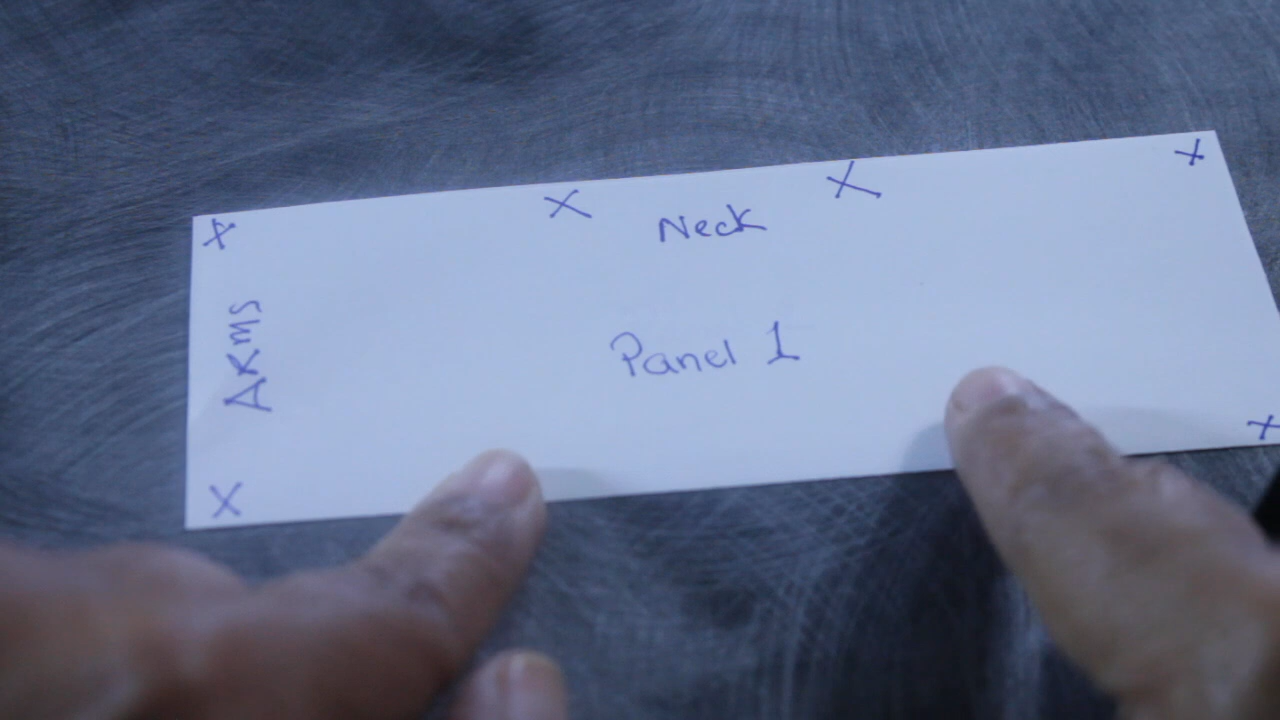 X X X X
Neck
ARMS
Panel 1
X X